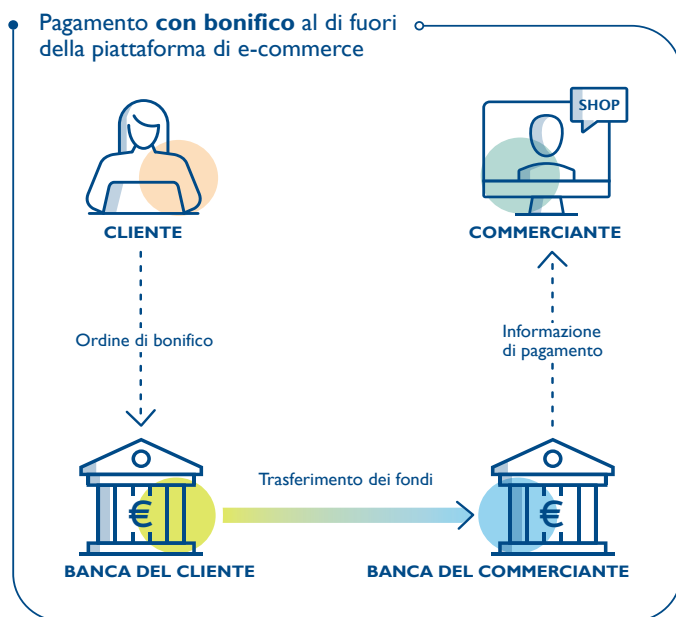 Pagamento con bonifico al di fuori
della piattaforma di e-commerce
SHOP
CLIENTE
COMMERCIANTE
Ordine di bonifico
Informazione
di pagamento
Trasferimento dei fondi
€
€
BANCA DEL CLIENTE
BANCA DEL COMMERCIANTE